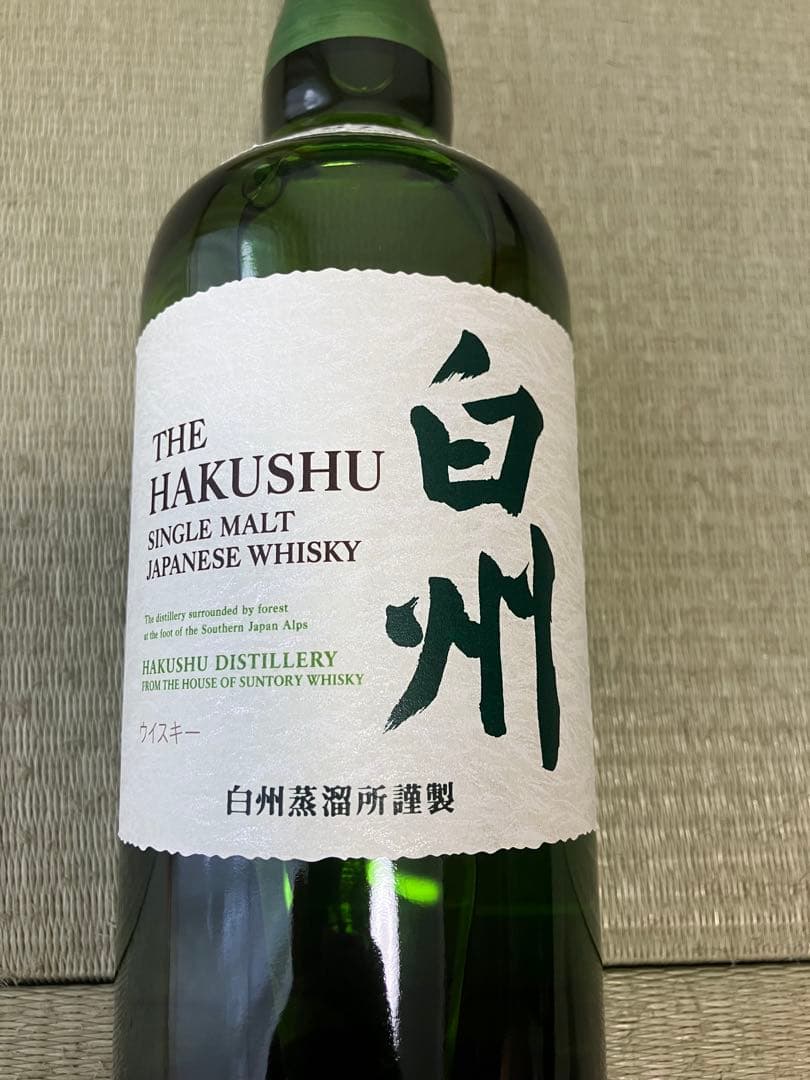 THE
HAKUSHU
SINGLE MALT
JAPANESE WHISKY
The distillery surrounded by forest
at the foot of the Southern Japan Alps
HAKUSHU DISTILLERY
FROM THE HOUSE OF SUNTORY WHISKY
ウイスキー
白州
白州蒸溜所謹製